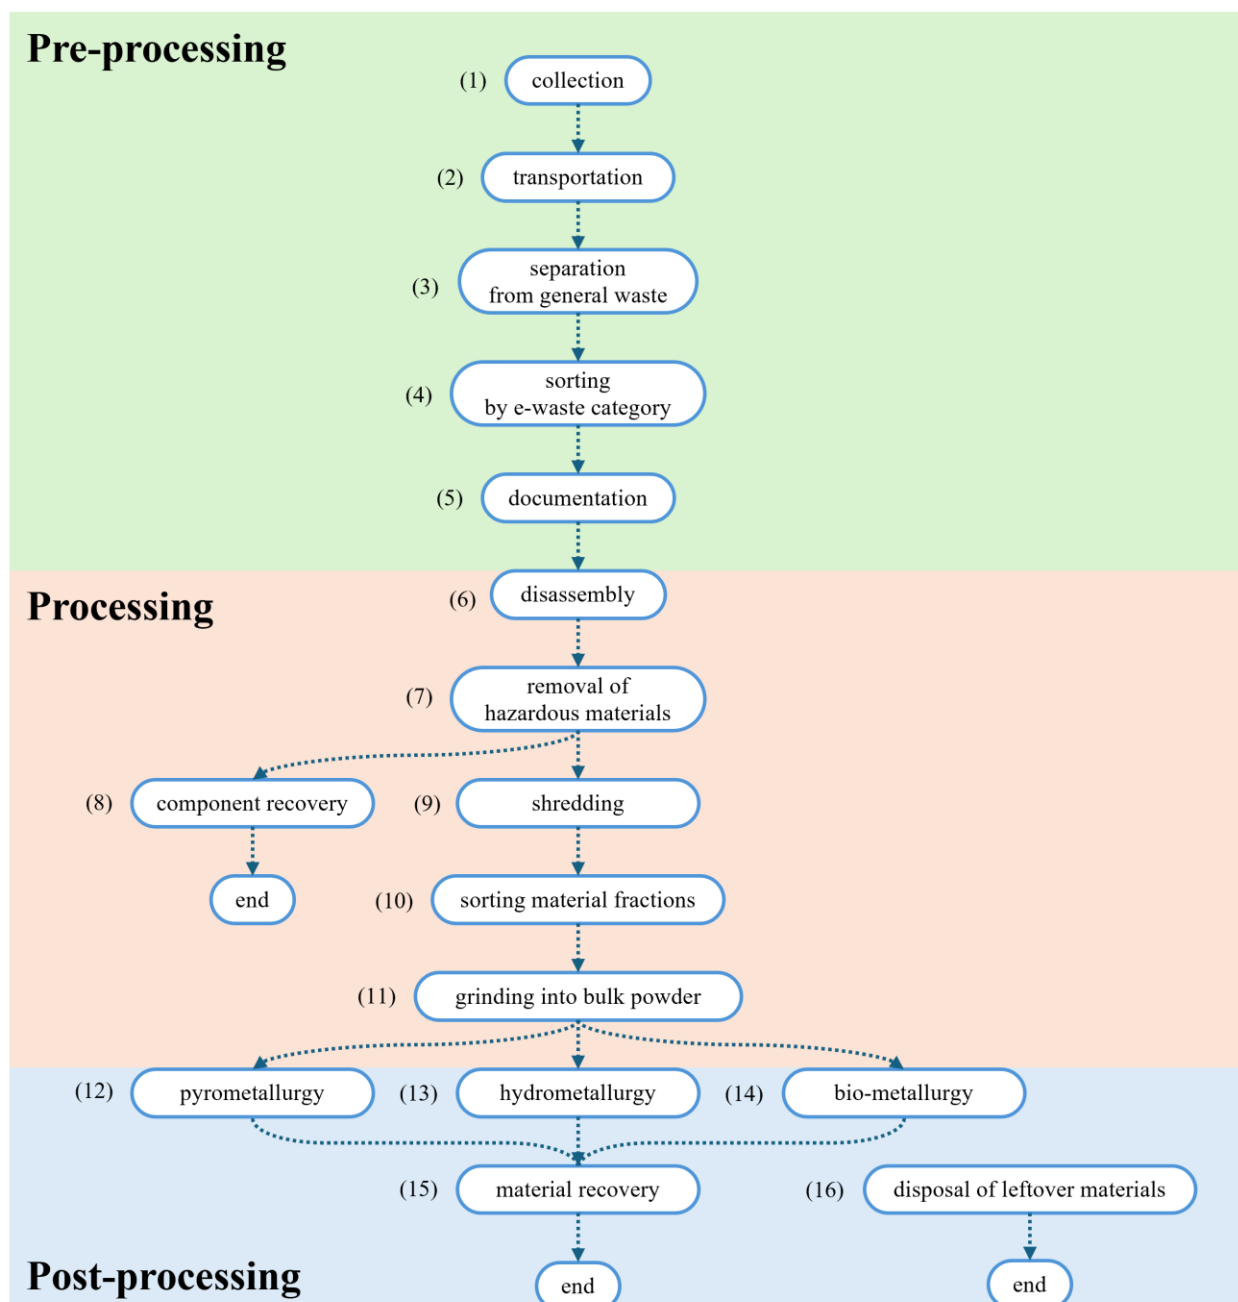 Pre-processing
(1) collection
(2) transportation
(3) separation
from general waste
(4) sorting
by e-waste category
(5) documentation
Processing
(6) disassembly
(7) removal of
hazardous materials
(8) component recovery
(9) shredding
end
(10) sorting material fractions
(11) grinding into bulk powder
(12) pyrometallurgy
(13) hydrometallurgy
(14) bio-metallurgy
(15) material recovery
(16) disposal of leftover materials
Post-processing
end
end